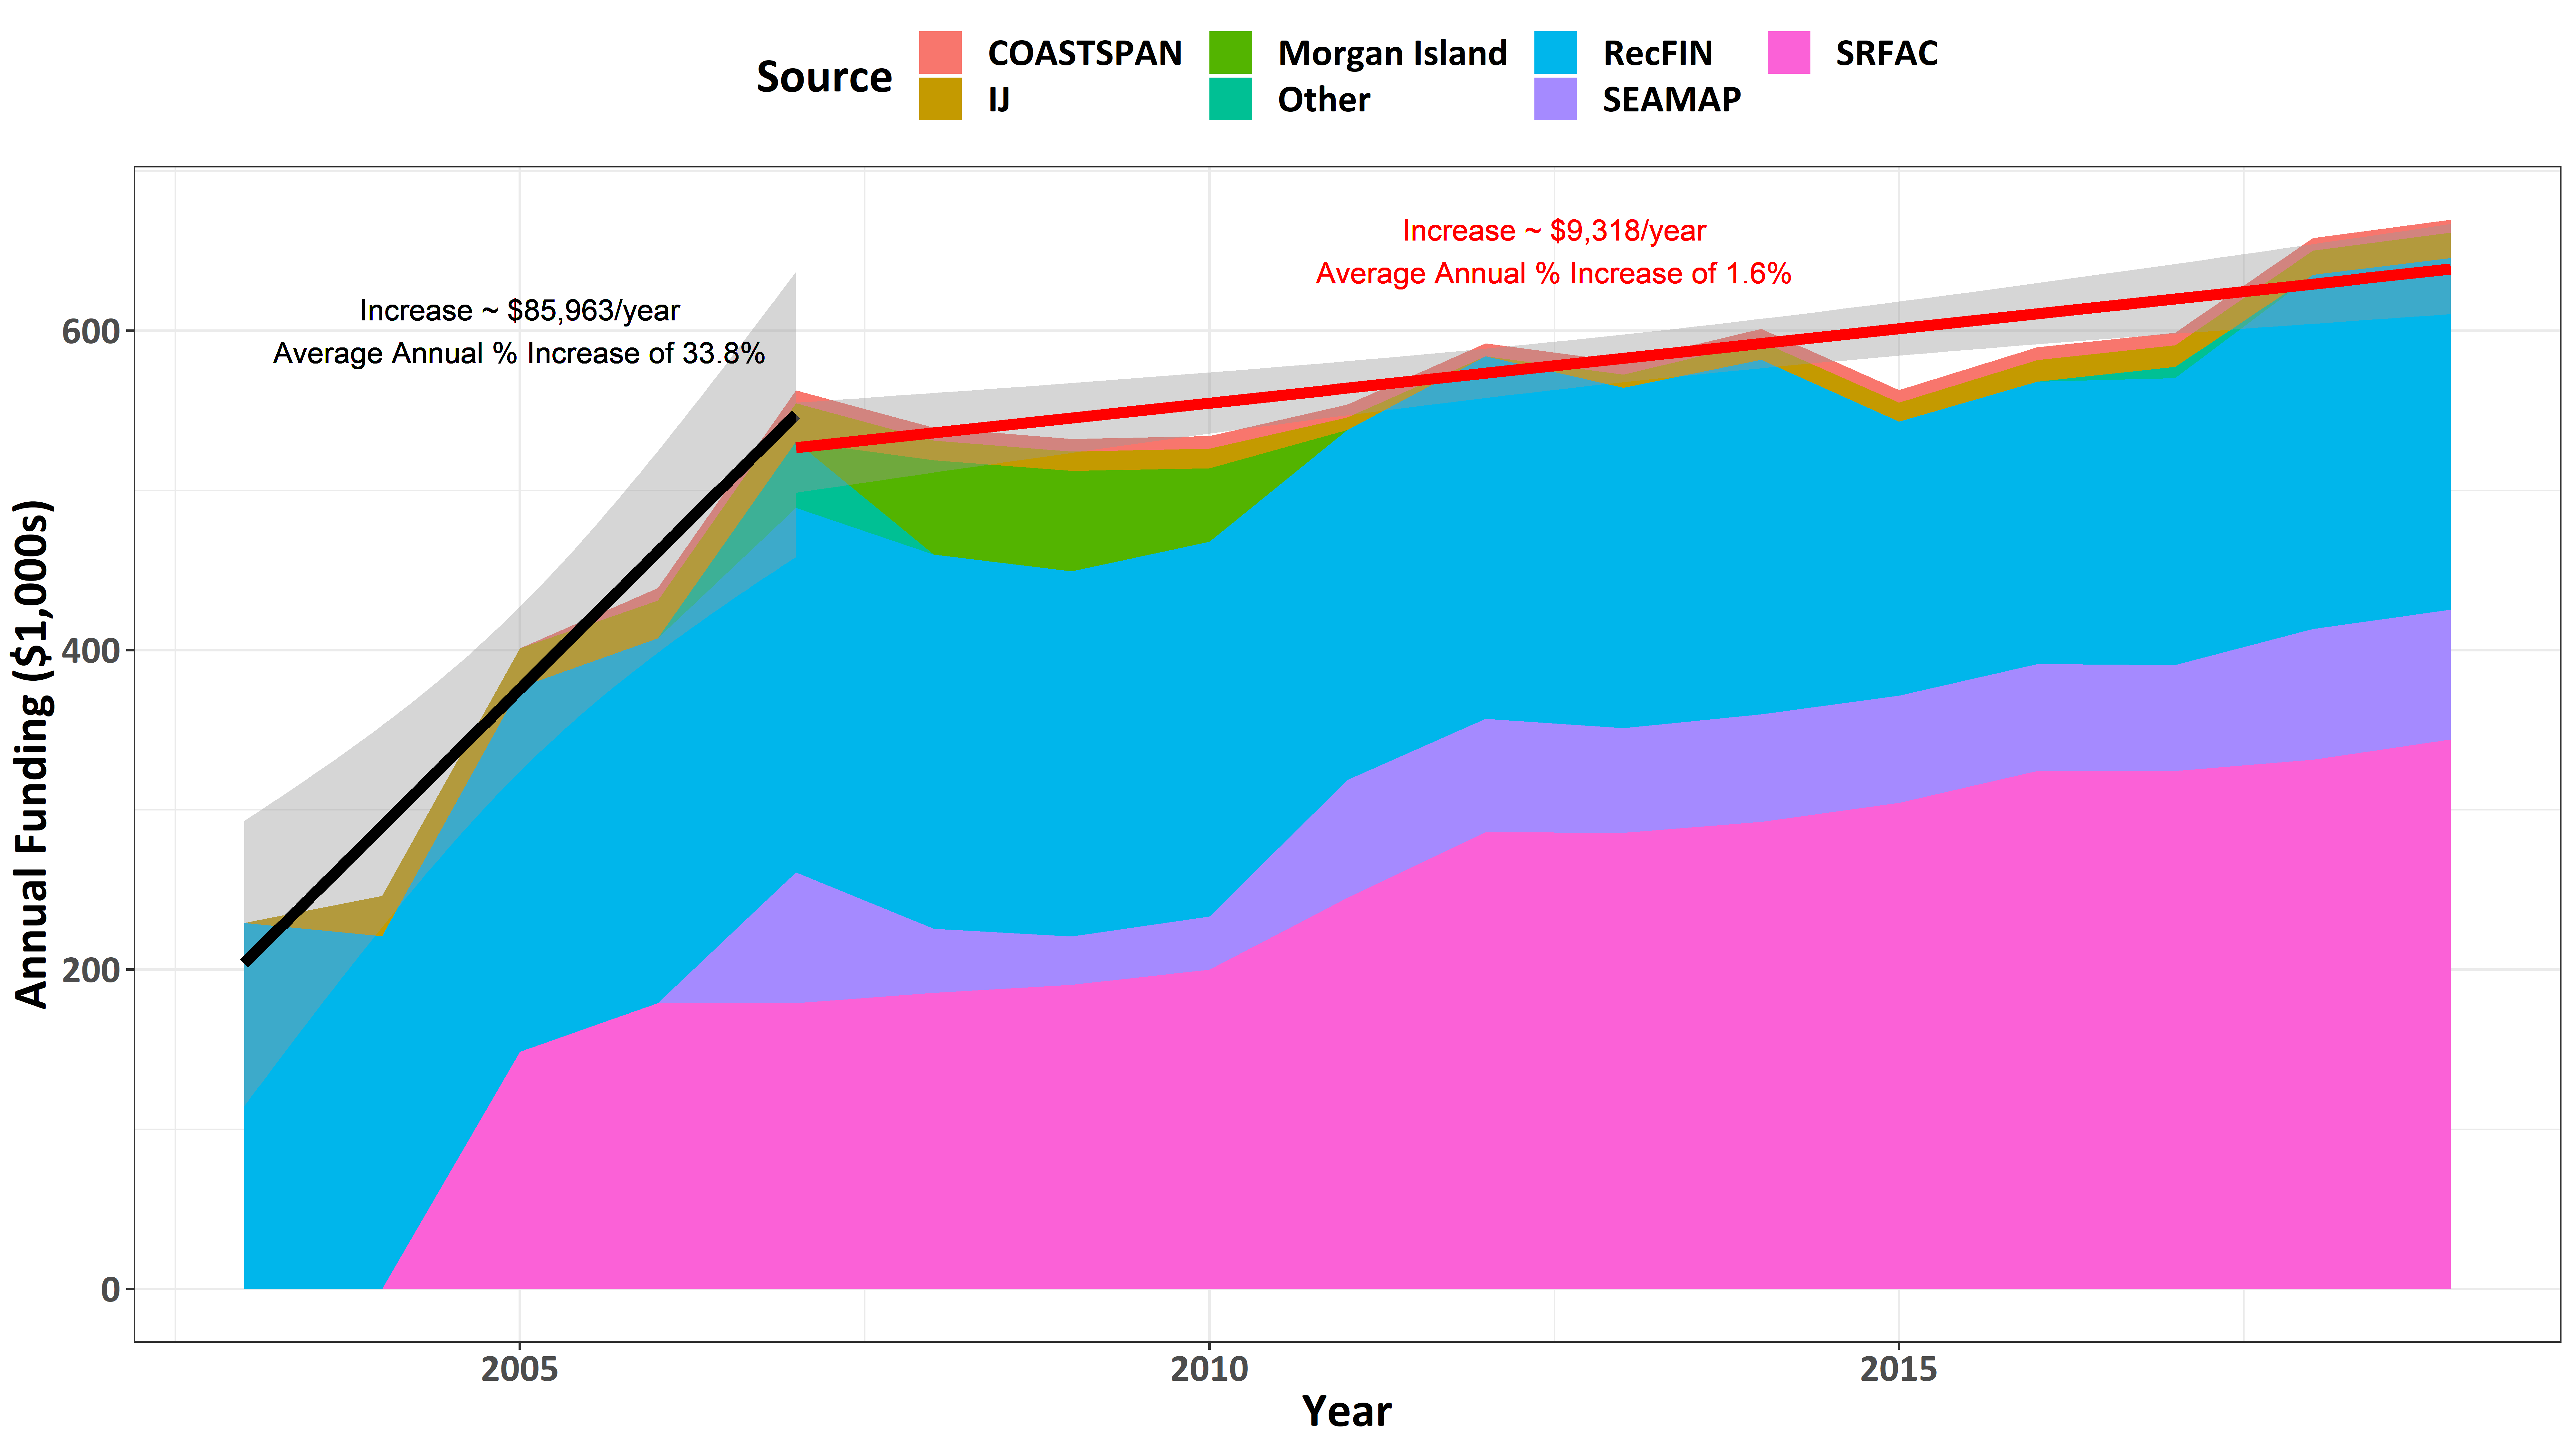 Source
COASTSPAN
Morgan Island
RecFIN
SRFAC
IJ
Other
SEAMAP
Increase ~ $9,318/year
Average Annual % Increase of 1.6%
Increase ~ $85,963/year
Average Annual % Increase of 33.8%
Annual Funding ($1,000s)
600
400
200
0
2005
2010
2015
Year